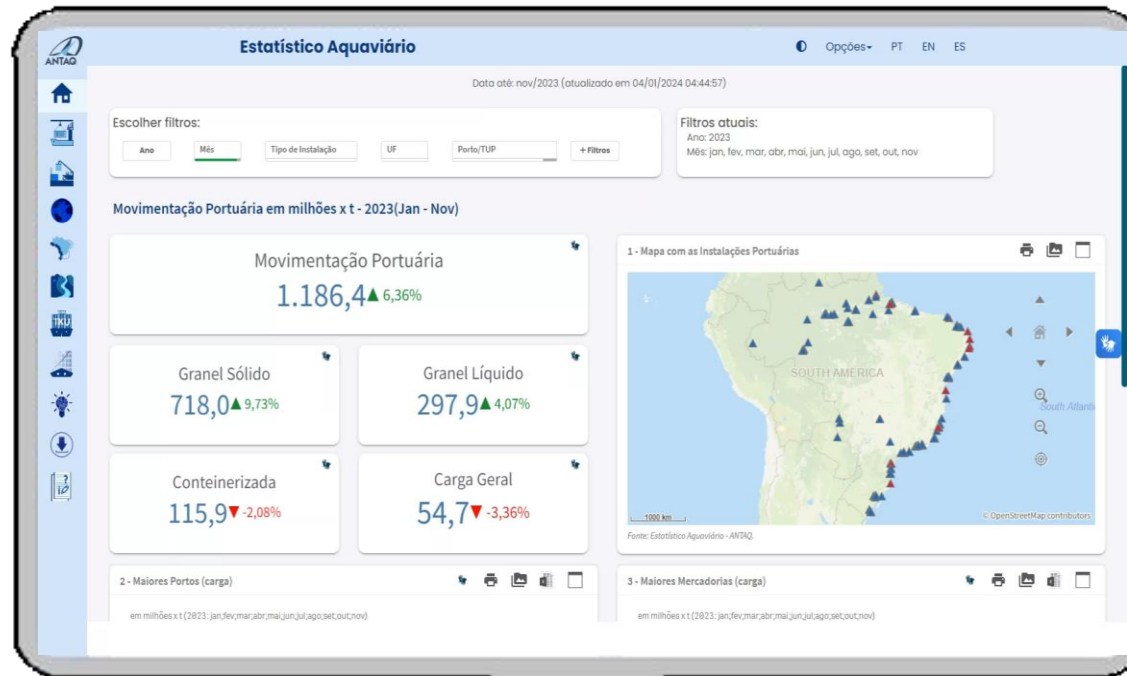 ANTAQ
Estatístico Aquaviário
Opções
PT
EN
ES
Data até: nov/2023 (atualizado em 04/01/2024 04:44:57)
Escolher filtros:
Ano
Mês
Tipo de Instalação
UF
Porto/TUP
+ Filtros
Filtros atuais:
Ano: 2023
Mês: jan, fev, mar, abr, mai, jun, jul, ago, set, out, nov
Movimentação Portuária em milhões x t - 2023(Jan - Nov)
Movimentação Portuária
1.186,4▲ 6,36%
Granel Sólido
718,0▲ 9,73%
Granel Líquido
297,9▲ 4,07%
Conteinerizada
115,9▼ -2,08%
Carga Geral
54,7▼ -3,36%
1 - Mapa com as Instalações Portuárias
SOUTH AMERICA
South Atlanti
1000 km
© OpenStreetMap contributors
Fonte: Estatístico Aquaviário - ANTAQ.
2 - Maiores Portos (carga)
em milhões x t (2023: jan;fev;mar;abr;mai;jun;jul;ago;set;out;nov)
3 - Maiores Mercadorias (carga)
em milhões x t (2023: jan;fev;mar;abr;mai;jun;jul;ago;set;out;nov)